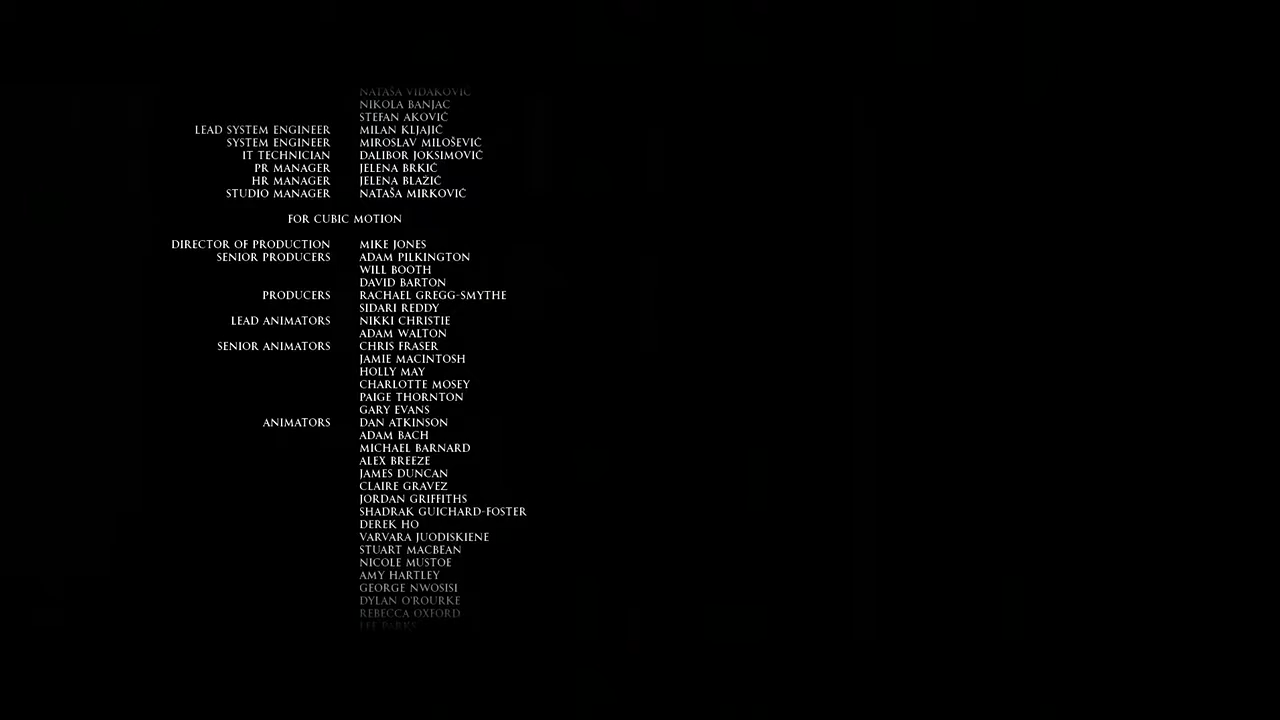 NATAŠA VIDAKOVIĆ
NIKOLA BANJAC
STEFAN AKOVIĆ
LEAD SYSTEM ENGINEER MILAN KLJAJIĆ
SYSTEM ENGINEER MIROSLAV MILOŠEVIĆ
IT TECHNICIAN DALIBOR JOKSIMOVIĆ
PR MANAGER JELENA BRKIĆ
HR MANAGER JELENA BLAŽIĆ
STUDIO MANAGER NATAŠA MIRKOVIĆ
FOR CUBIC MOTION
DIRECTOR OF PRODUCTION MIKE JONES
SENIOR PRODUCERS ADAM PILKINGTON
WILL BOOTH
DAVID BARTON
PRODUCERS RACHAEL GREGG-SMYTHE
SIDARI REDDY
LEAD ANIMATORS NIKKI CHRISTIE
ADAM WALTON
SENIOR ANIMATORS CHRIS FRASER
JAMIE MACINTOSH
HOLLY MAY
CHARLOTTE MOSEY
PAIGE THORNTON
GARY EVANS
ANIMATORS DAN ATKINSON
ADAM BACH
MICHAEL BARNARD
ALEX BREEZE
JAMES DUNCAN
CLAIRE GRAVEZ
JORDAN GRIFFITHS
SHADRAK GUICHARD-FOSTER
DEREK HO
VARVARA JUODISKIENE
STUART MACBEAN
NICOLE MUSTOE
AMY HARTLEY
GEORGE NWOSISI
DYLAN O'ROURKE
REBECCA OXFORD
LEE PARKS